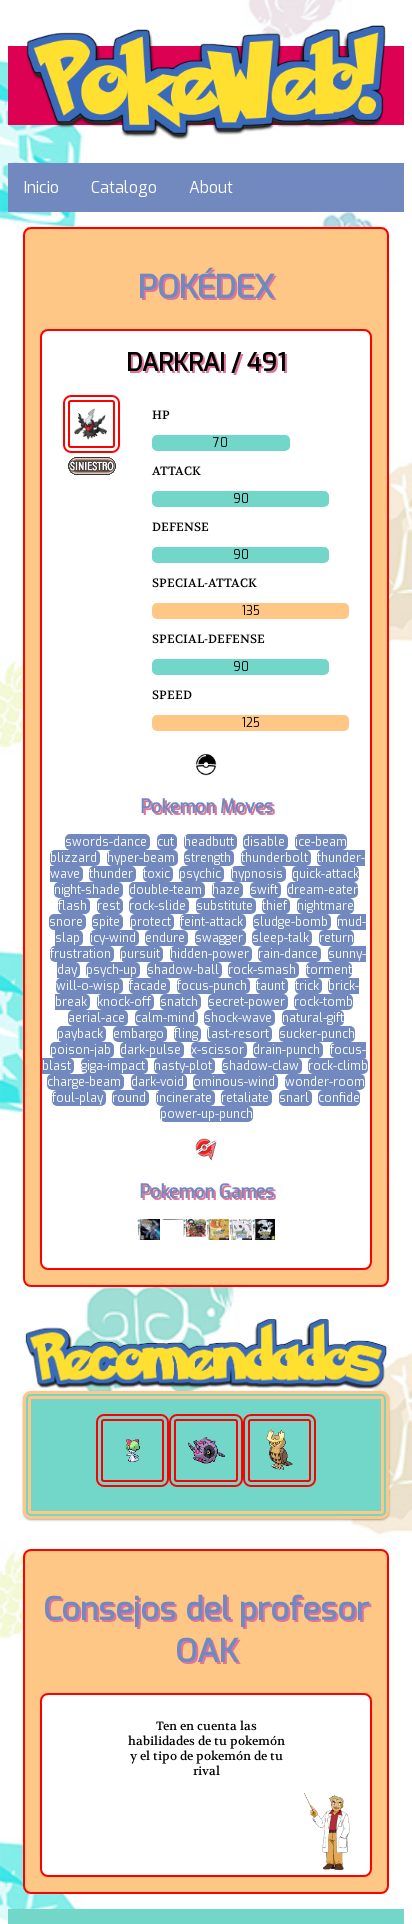 PokeWeb!
Inicio Catalogo About
POKÉDEX
DARKRAI / 491
SINIESTRO
HP
70
ATTACK
90
DEFENSE
90
SPECIAL-ATTACK
135
SPECIAL-DEFENSE
90
SPEED
125
Pokemon Moves
swords-dance cut headbutt disable ice-beam
blizzard hyper-beam strength thunderbolt thunder-
wave thunder toxic psychic hypnosis quick-attack
night-shade double-team haze swift dream-eater
flash rest rock-slide substitute thief nightmare
snore spite protect feint-attack sludge-bomb mud-
slap icy-wind endure swagger sleep-talk return
frustration pursuit hidden-power rain-dance sunny-
day psych-up shadow-ball rock-smash torment
will-o-wisp facade focus-punch taunt trick brick-
break knock-off snatch secret-power rock-tomb
aerial-ace calm-mind shock-wave natural-gift
payback embargo fling last-resort sucker-punch
poison-jab dark-pulse x-scissor drain-punch focus-
blast giga-impact nasty-plot shadow-claw rock-climb
charge-beam dark-void ominous-wind wonder-room
foul-play round incinerate retaliate snarl confide
power-up-punch
Pokemon Games
Recomendados
Consejos del profesor
OAK
Ten en cuenta las
habilidades de tu pokemón
y el tipo de pokemón de tu
rival